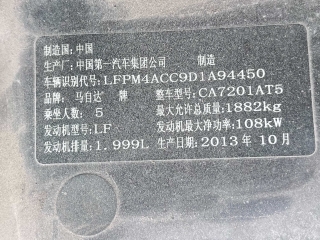 制造国:中国
生产厂:中国第一汽车集团公司 制造
车辆识别代号:LFPM4ACC9D1A94450
品牌:马自达 牌 整车型号:CA7201AT5
乘坐人数:5 最大允许总质量:1882kg
发动机型号:LF 发动机最大净功率:108kW
发动机排量:1.999L 生产日期:2013年10月